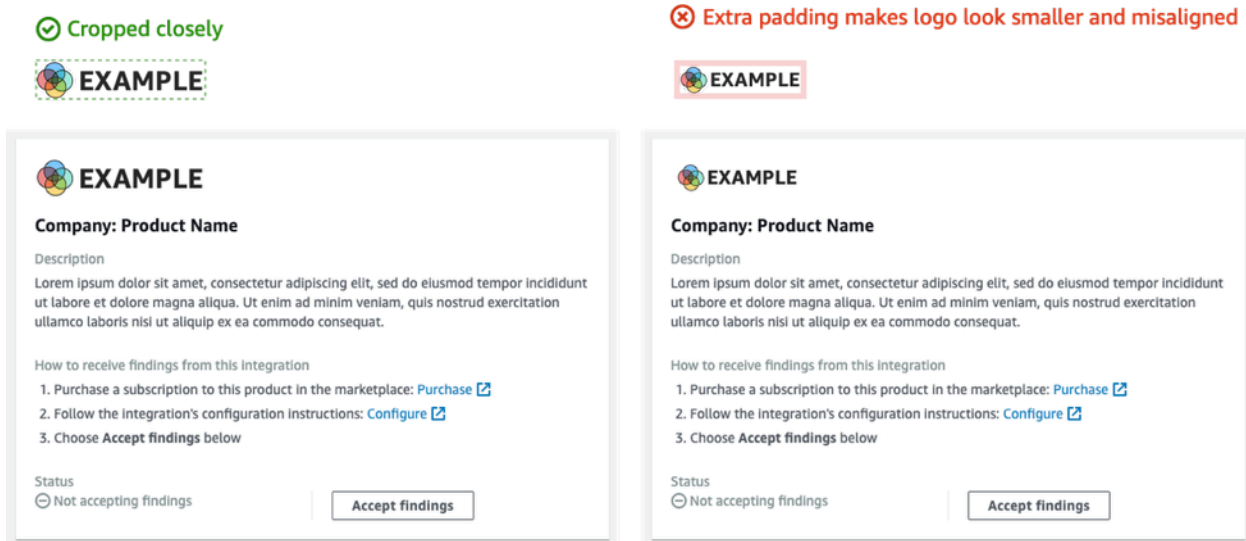 Cropped closely
EXAMPLE
EXAMPLE
Company: Product Name
Description
Lorem ipsum dolor sit amet, consectetur adipiscing elit, sed do eiusmod tempor incididunt
ut labore et dolore magna aliqua. Ut enim ad minim veniam, quis nostrud exercitation
ullamco laboris nisi ut aliquip ex ea commodo consequat.
How to receive findings from this integration
1. Purchase a subscription to this product in the marketplace: Purchase
2. Follow the integration's configuration instructions: Configure
3. Choose Accept findings below
Status
Not accepting findings
Accept findings
Extra padding makes logo look smaller and misaligned
EXAMPLE
EXAMPLE
Company: Product Name
Description
Lorem ipsum dolor sit amet, consectetur adipiscing elit, sed do eiusmod tempor incididunt
ut labore et dolore magna aliqua. Ut enim ad minim veniam, quis nostrud exercitation
ullamco laboris nisi ut aliquip ex ea commodo consequat.
How to receive findings from this integration
1. Purchase a subscription to this product in the marketplace: Purchase
2. Follow the integration's configuration instructions: Configure
3. Choose Accept findings below
Status
Not accepting findings
Accept findings